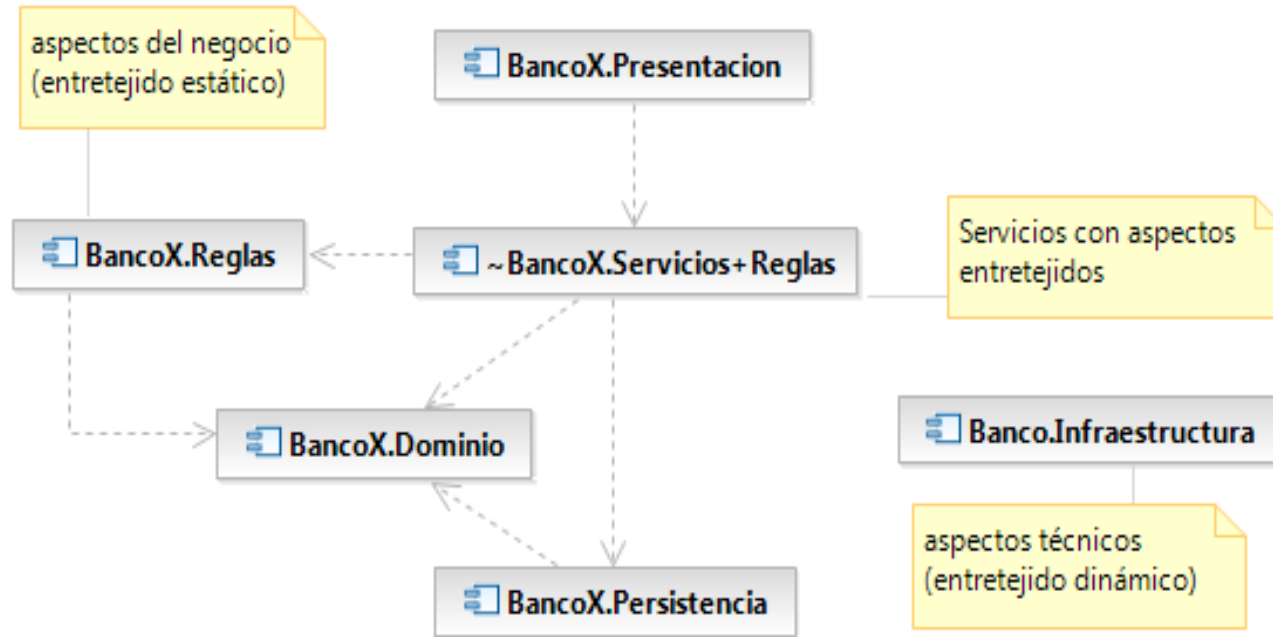 aspectos del negocio
(entretejido estático)
BancoX.Presentacion
BancoX.Reglas
~BancoX.Servicios+Reglas
Servicios con aspectos
entretejidos
BancoX.Dominio
Banco.Infraestructura
aspectos técnicos
(entretejido dinámico)
BancoX.Persistencia